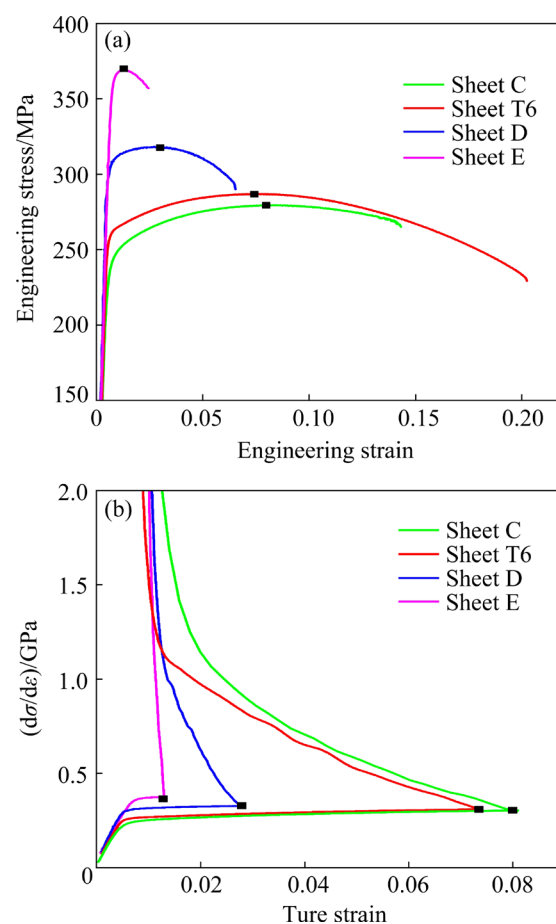 (a)
400
350
300
250
200
150
Engineering stress/MPa
Sheet C
Sheet T6
Sheet D
Sheet E
0
0.05
0.10
0.15
0.20
Engineering strain
(b)
2.0
1.5
1.0
0.5
0
(dσ/dε)/GPa
Sheet C
Sheet T6
Sheet D
Sheet E
0.02
0.04
0.06
0.08
Ture strain